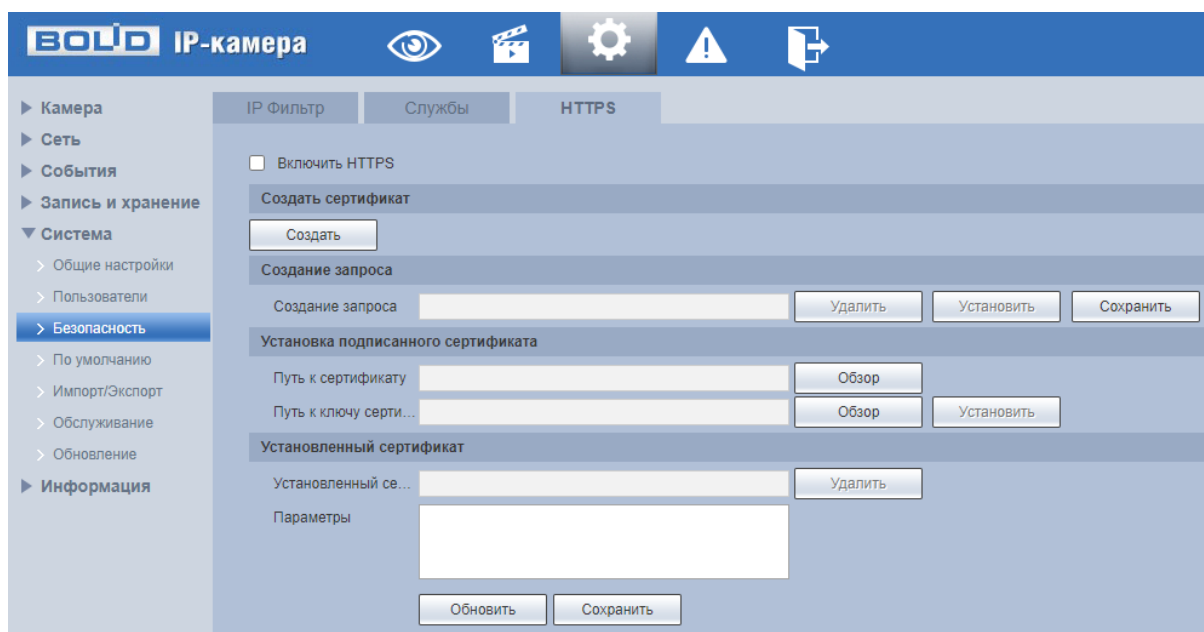 BOLID IP-камера
IP Фильтр Службы HTTPS
Камера
Сеть
События
Запись и хранение
Система
Общие настройки
Пользователи
Безопасность
По умолчанию
Импорт/Экспорт
Обслуживание
Обновление
Информация
Включить HTTPS
Создать сертификат
Создать
Создание запроса
Создание запроса Удалить Установить Сохранить
Установка подписанного сертификата
Путь к сертификату Обзор
Путь к ключу серти... Обзор Установить
Установленный сертификат
Установленный се... Удалить
Параметры
Обновить Сохранить